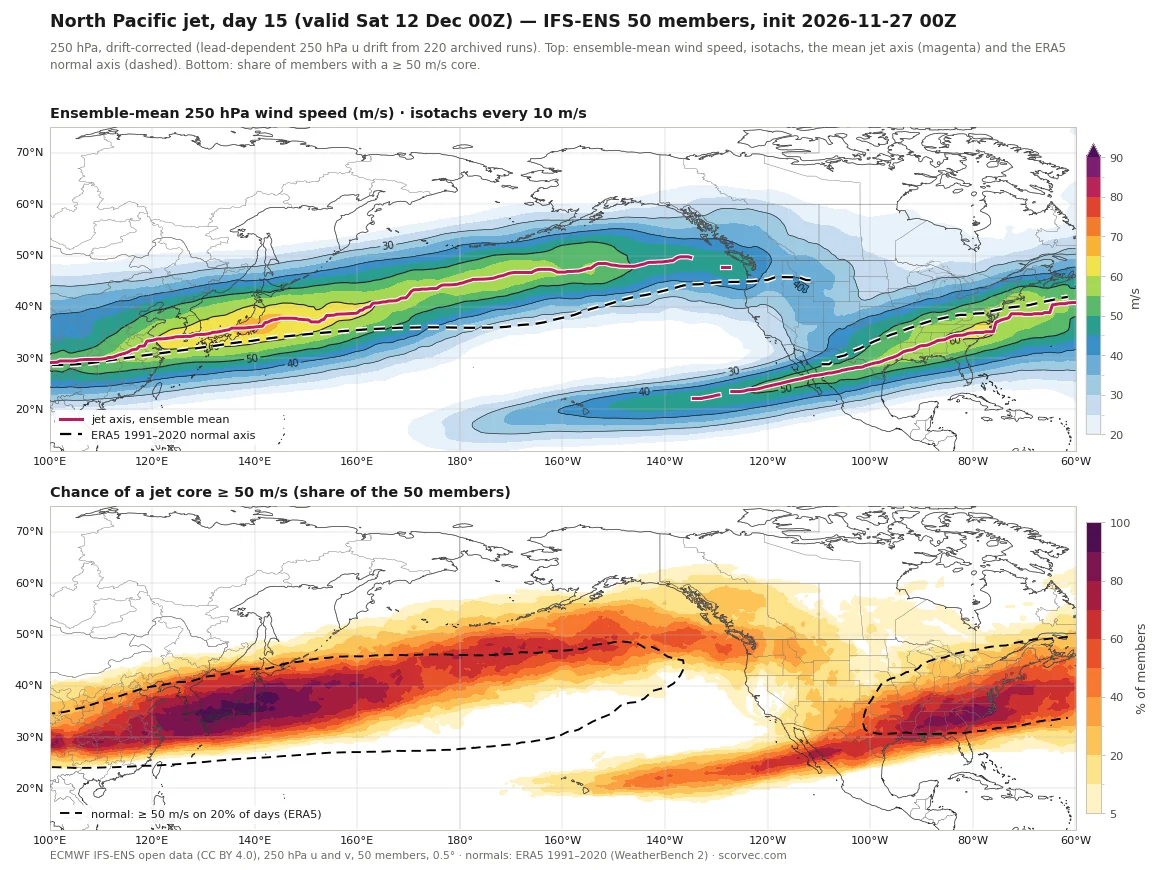 North Pacific jet, day 15 (valid Sat 12 Dec 00Z) — IFS-ENS 50 members, init 2026-11-27 00Z
250 hPa, drift-corrected (lead-dependent 250 hPa u drift from 220 archived runs). Top: ensemble-mean wind speed, isotachs, the mean jet axis (magenta) and the ERA5
normal axis (dashed). Bottom: share of members with a ≥ 50 m/s core.
Ensemble-mean 250 hPa wind speed (m/s) · isotachs every 10 m/s
70°N
60°N
50°N
40°N
30°N
20°N
30
50
40
40
30
50
60
40
jet axis, ensemble mean
ERA5 1991–2020 normal axis
100°E 120°E 140°E 160°E 180° 160°W 140°W 120°W 100°W 80°W 60°W
90
80
70
60
50
40
30
20
m/s
Chance of a jet core ≥ 50 m/s (share of the 50 members)
70°N
60°N
50°N
40°N
30°N
20°N
normal: ≥ 50 m/s on 20% of days (ERA5)
100°E 120°E 140°E 160°E 180° 160°W 140°W 120°W 100°W 80°W 60°W
100
80
60
40
20
5
% of members
ECMWF IFS-ENS open data (CC BY 4.0), 250 hPa u and v, 50 members, 0.5° · normals: ERA5 1991–2020 (WeatherBench 2) · scorvec.com